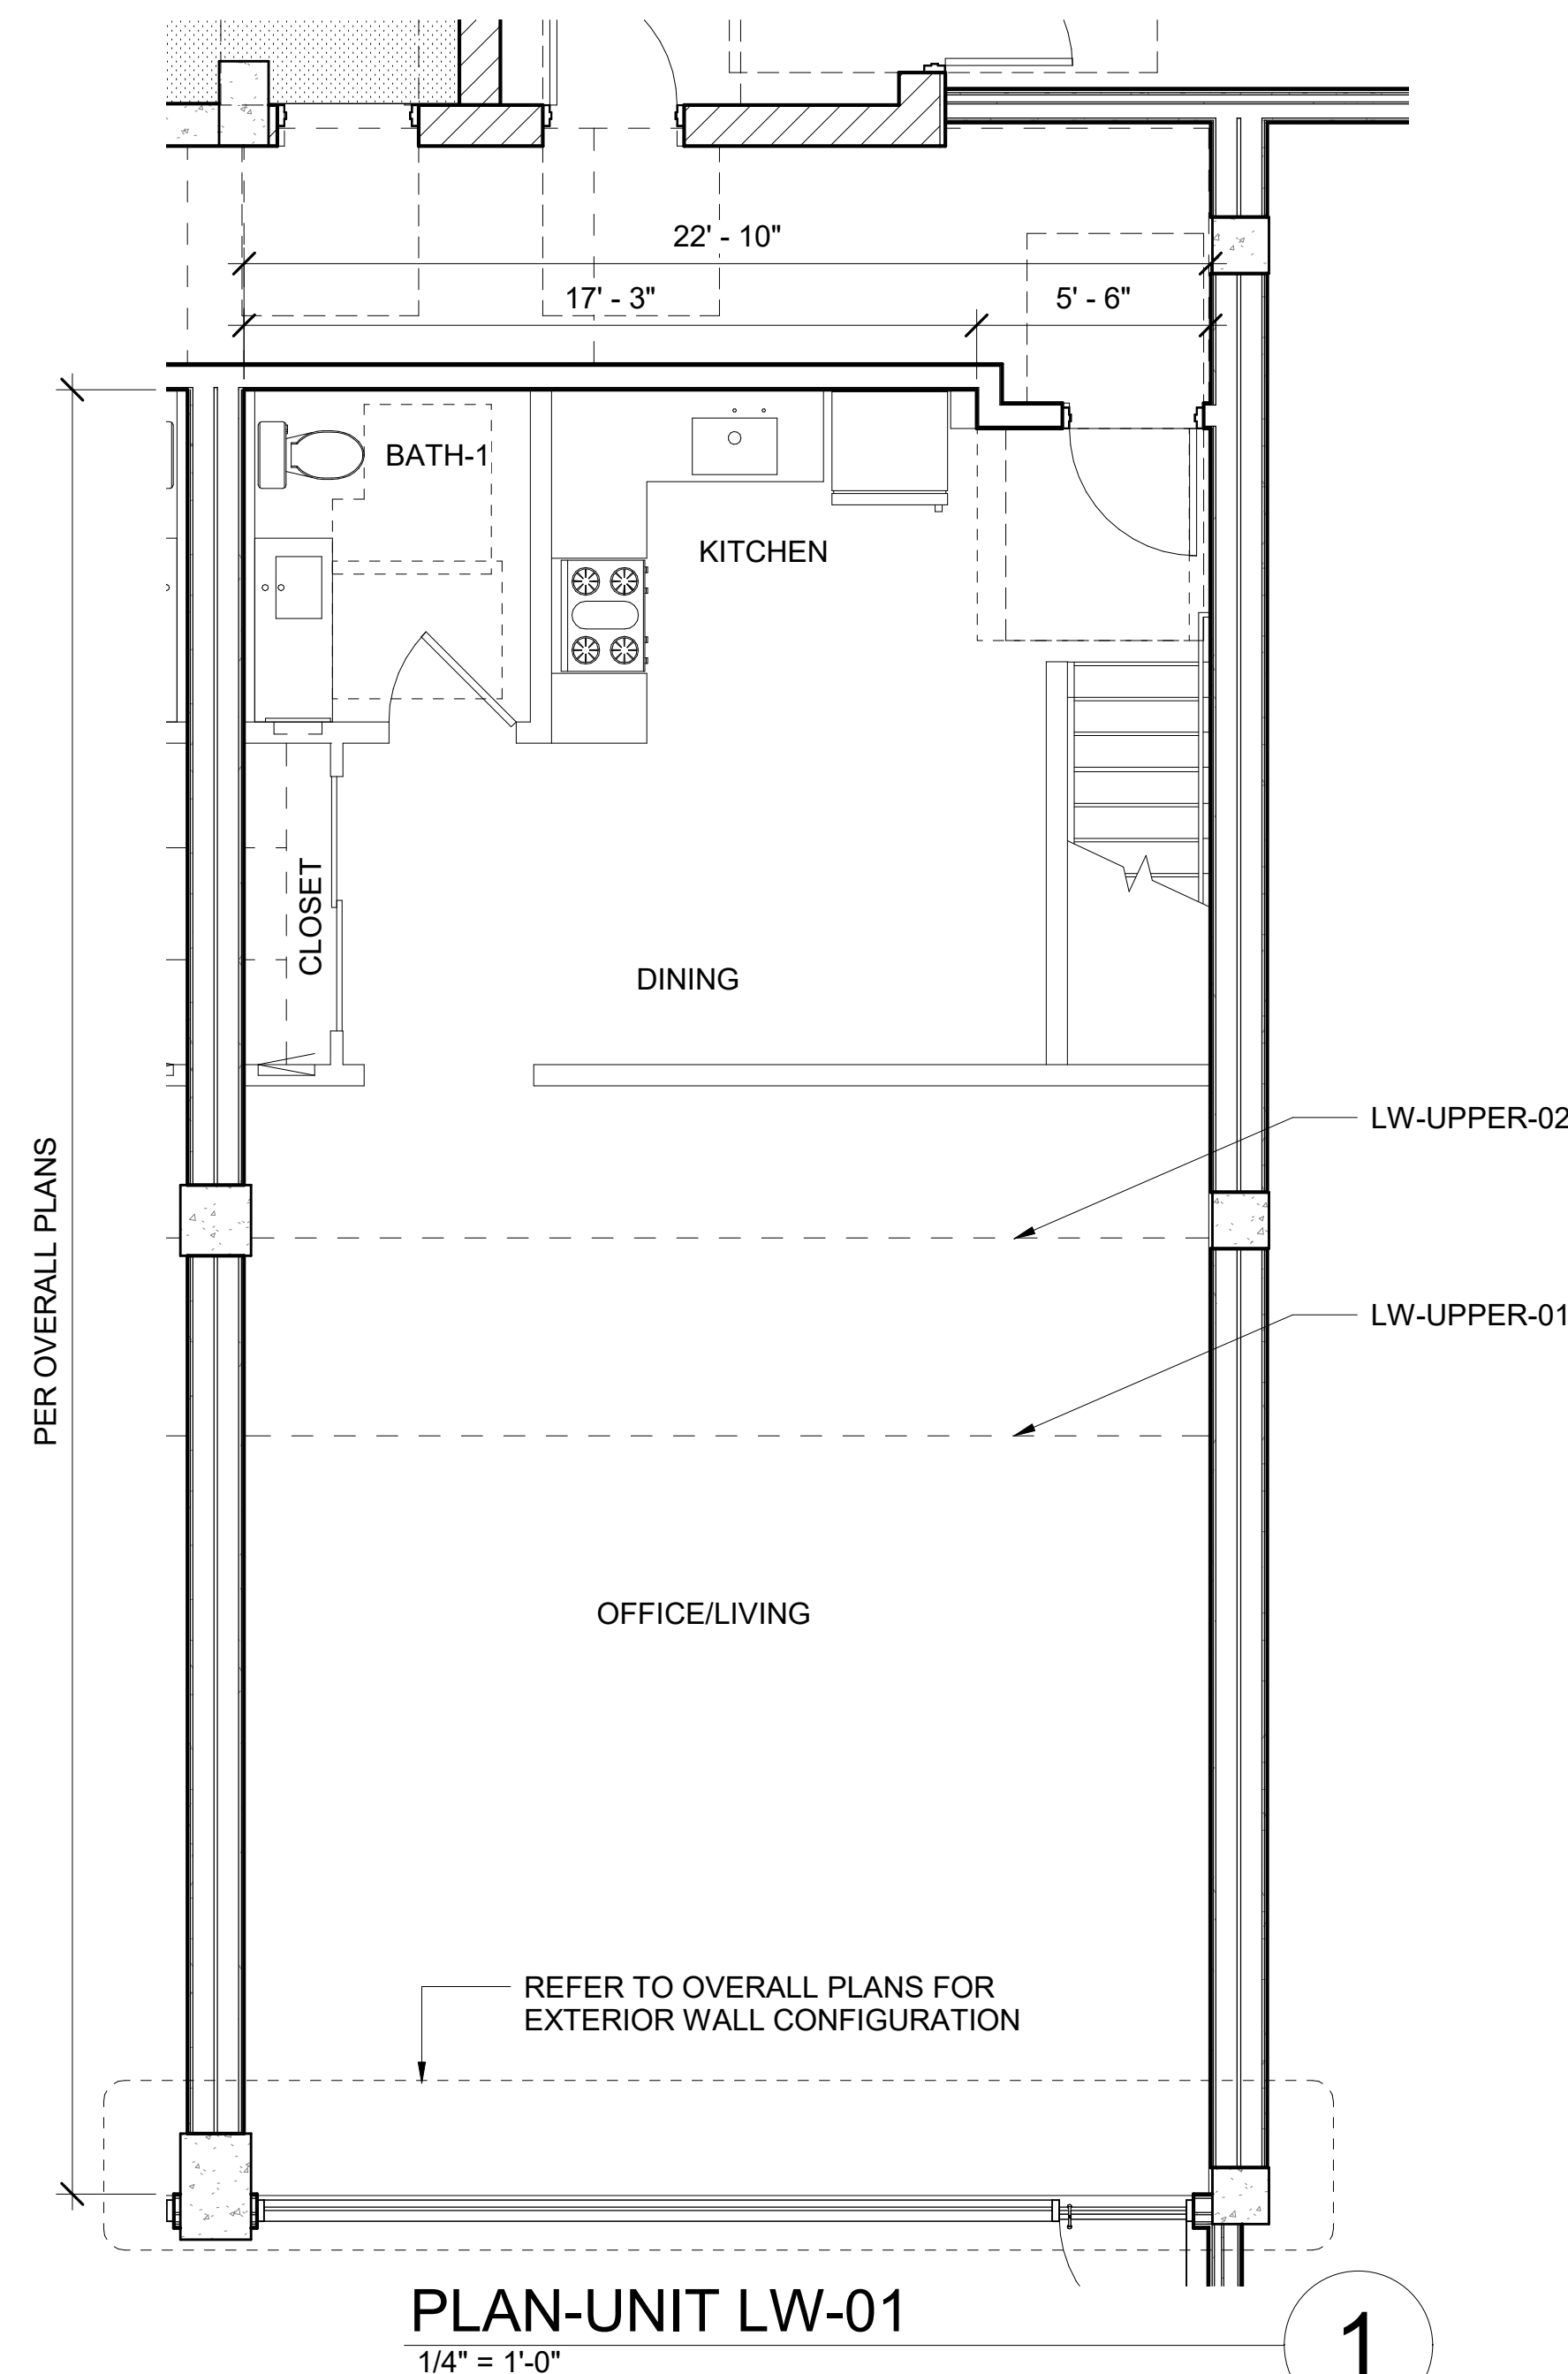 22' - 10"
17' - 3"
5' - 6"
BATH-1
KITCHEN
CLOSET
DINING
LW-UPPER-02
PER OVERALL PLANS
LW-UPPER-01
OFFICE/LIVING
REFER TO OVERALL PLANS FOR
EXTERIOR WALL CONFIGURATION
PLAN-UNIT LW-01
1/4" = 1'-0"
1